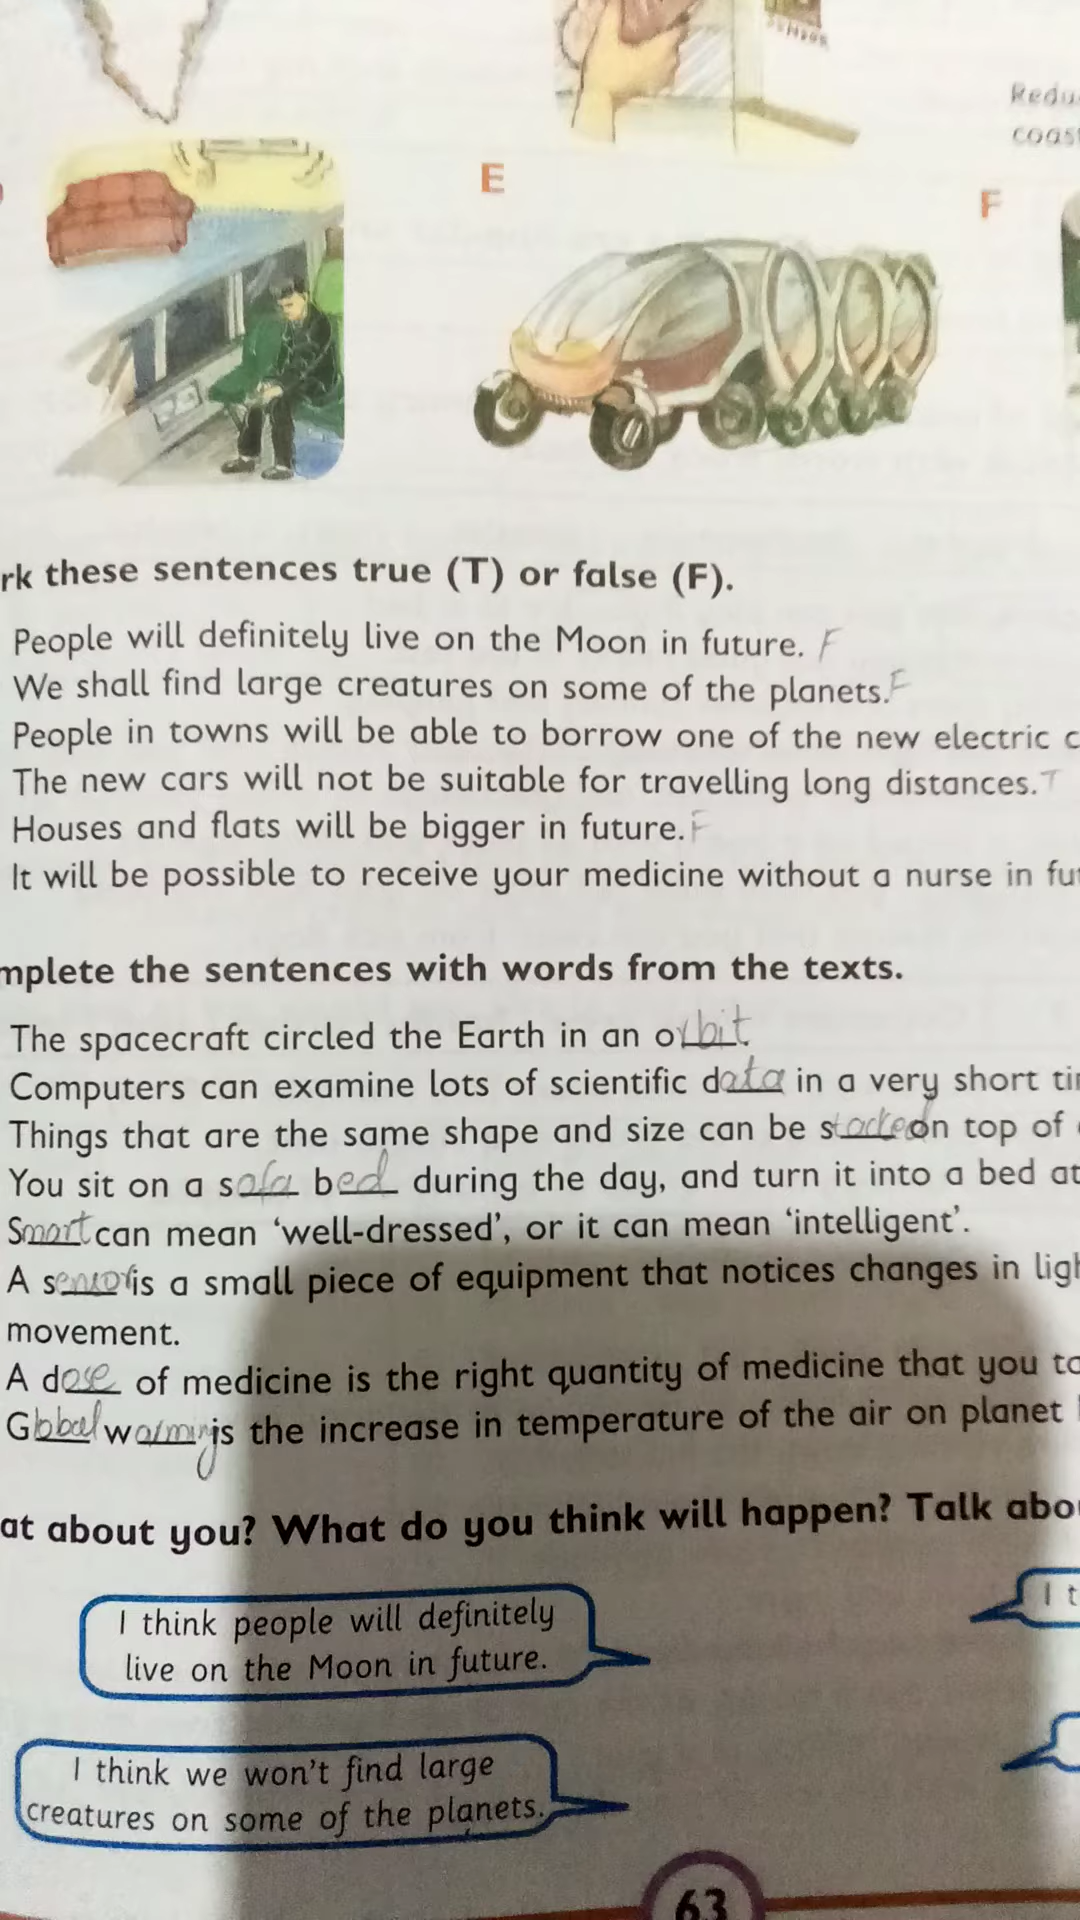 Redu
coast
E
F
rk these sentences true (T) or false (F).
People will definitely live on the Moon in future. F
We shall find large creatures on some of the planets. F
People in towns will be able to borrow one of the new electric c
The new cars will not be suitable for travelling long distances. T
Houses and flats will be bigger in future. F
It will be possible to receive your medicine without a nurse in fut
mplete the sentences with words from the texts.
The spacecraft circled the Earth in an orbit.
Computers can examine lots of scientific data in a very short tim
Things that are the same shape and size can be stacked on top of
You sit on a sofa bed during the day, and turn it into a bed at
Smart can mean 'well-dressed', or it can mean 'intelligent'.
A sensor is a small piece of equipment that notices changes in ligh
movement.
A dose of medicine is the right quantity of medicine that you ta
Global warming is the increase in temperature of the air on planet
at about you? What do you think will happen? Talk abou
I think people will definitely
live on the Moon in future.
I t
I think we won't find large
creatures on some of the planets.
63